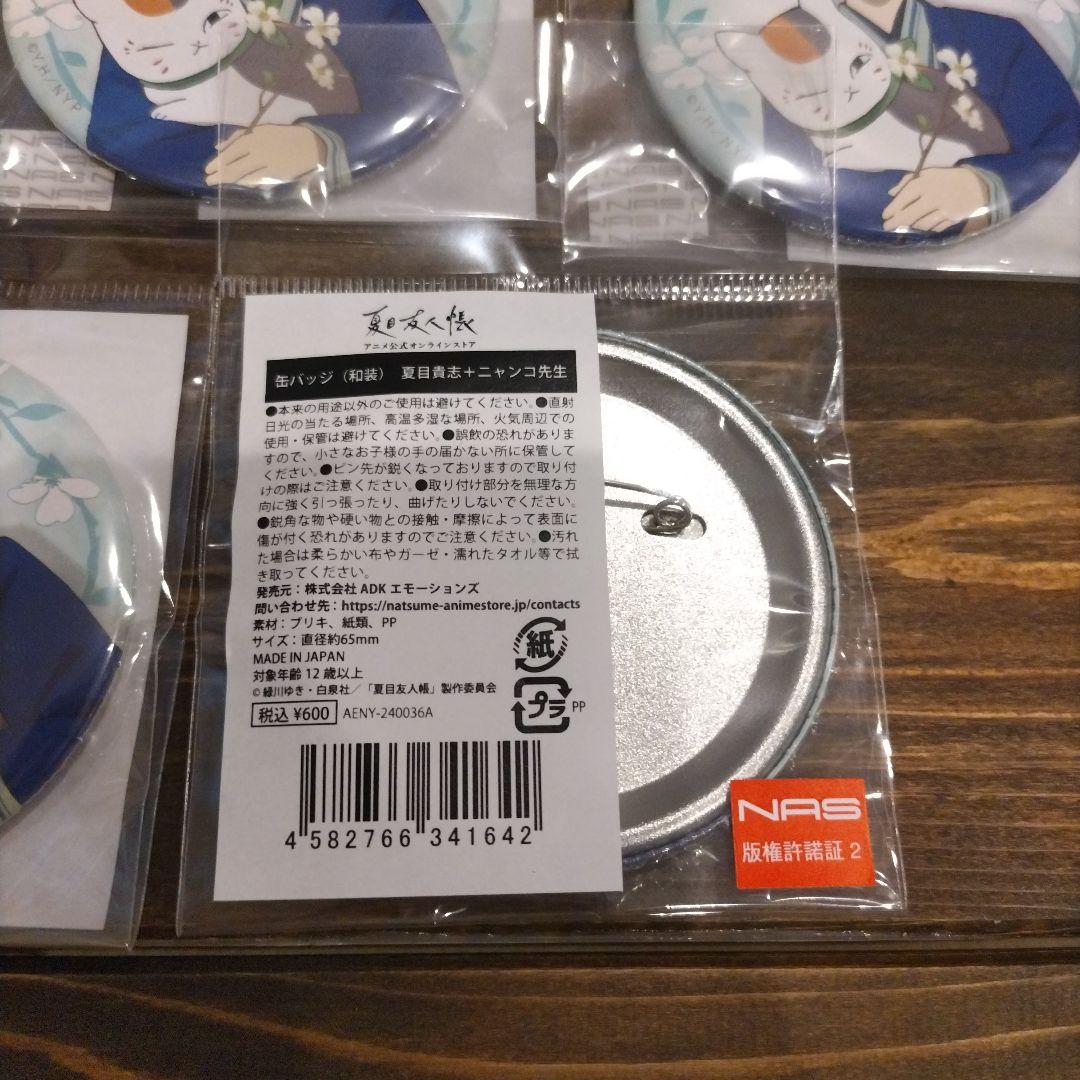 ©Y,H/NYP
©Y,H/NY
NAS
夏目友人帳
アニメ公式オンラインストア
缶バッジ（和装） 夏目貴志＋ニャンコ先生
●本来の用途以外のご使用は避けてください。●直射
日光の当たる場所、高温多湿な場所、火気周辺での
使用・保管は避けてください。●誤飲の恐れがありま
すので、小さなお子様の手の届かない所に保管して
ください。●ピン先が鋭くなっておりますので取り付
けの際はご注意ください。●取り付け部分を無理な方
向に強く引っ張ったり、曲げたりしないでください。
●鋭角な物や硬い物との接触・摩擦によって表面に
傷が付く恐れがありますのでご注意ください。●汚れ
た場合は柔らかい布やガーゼ・濡れたタオル等で拭
き取ってください。
発売元：株式会社 ADK エモーションズ
問い合わせ先：https://natsume-animestore.jp/contacts
素材：ブリキ、紙類、PP
サイズ：直径約65mm
MADE IN JAPAN
対象年齢 12 歳以上
© 緑川ゆき・白泉社／「夏目友人帳」製作委員会
税込 ¥600 AENY-240036A
紙
プラ PP
4 582766 341642
NAS
版権許諾証 2